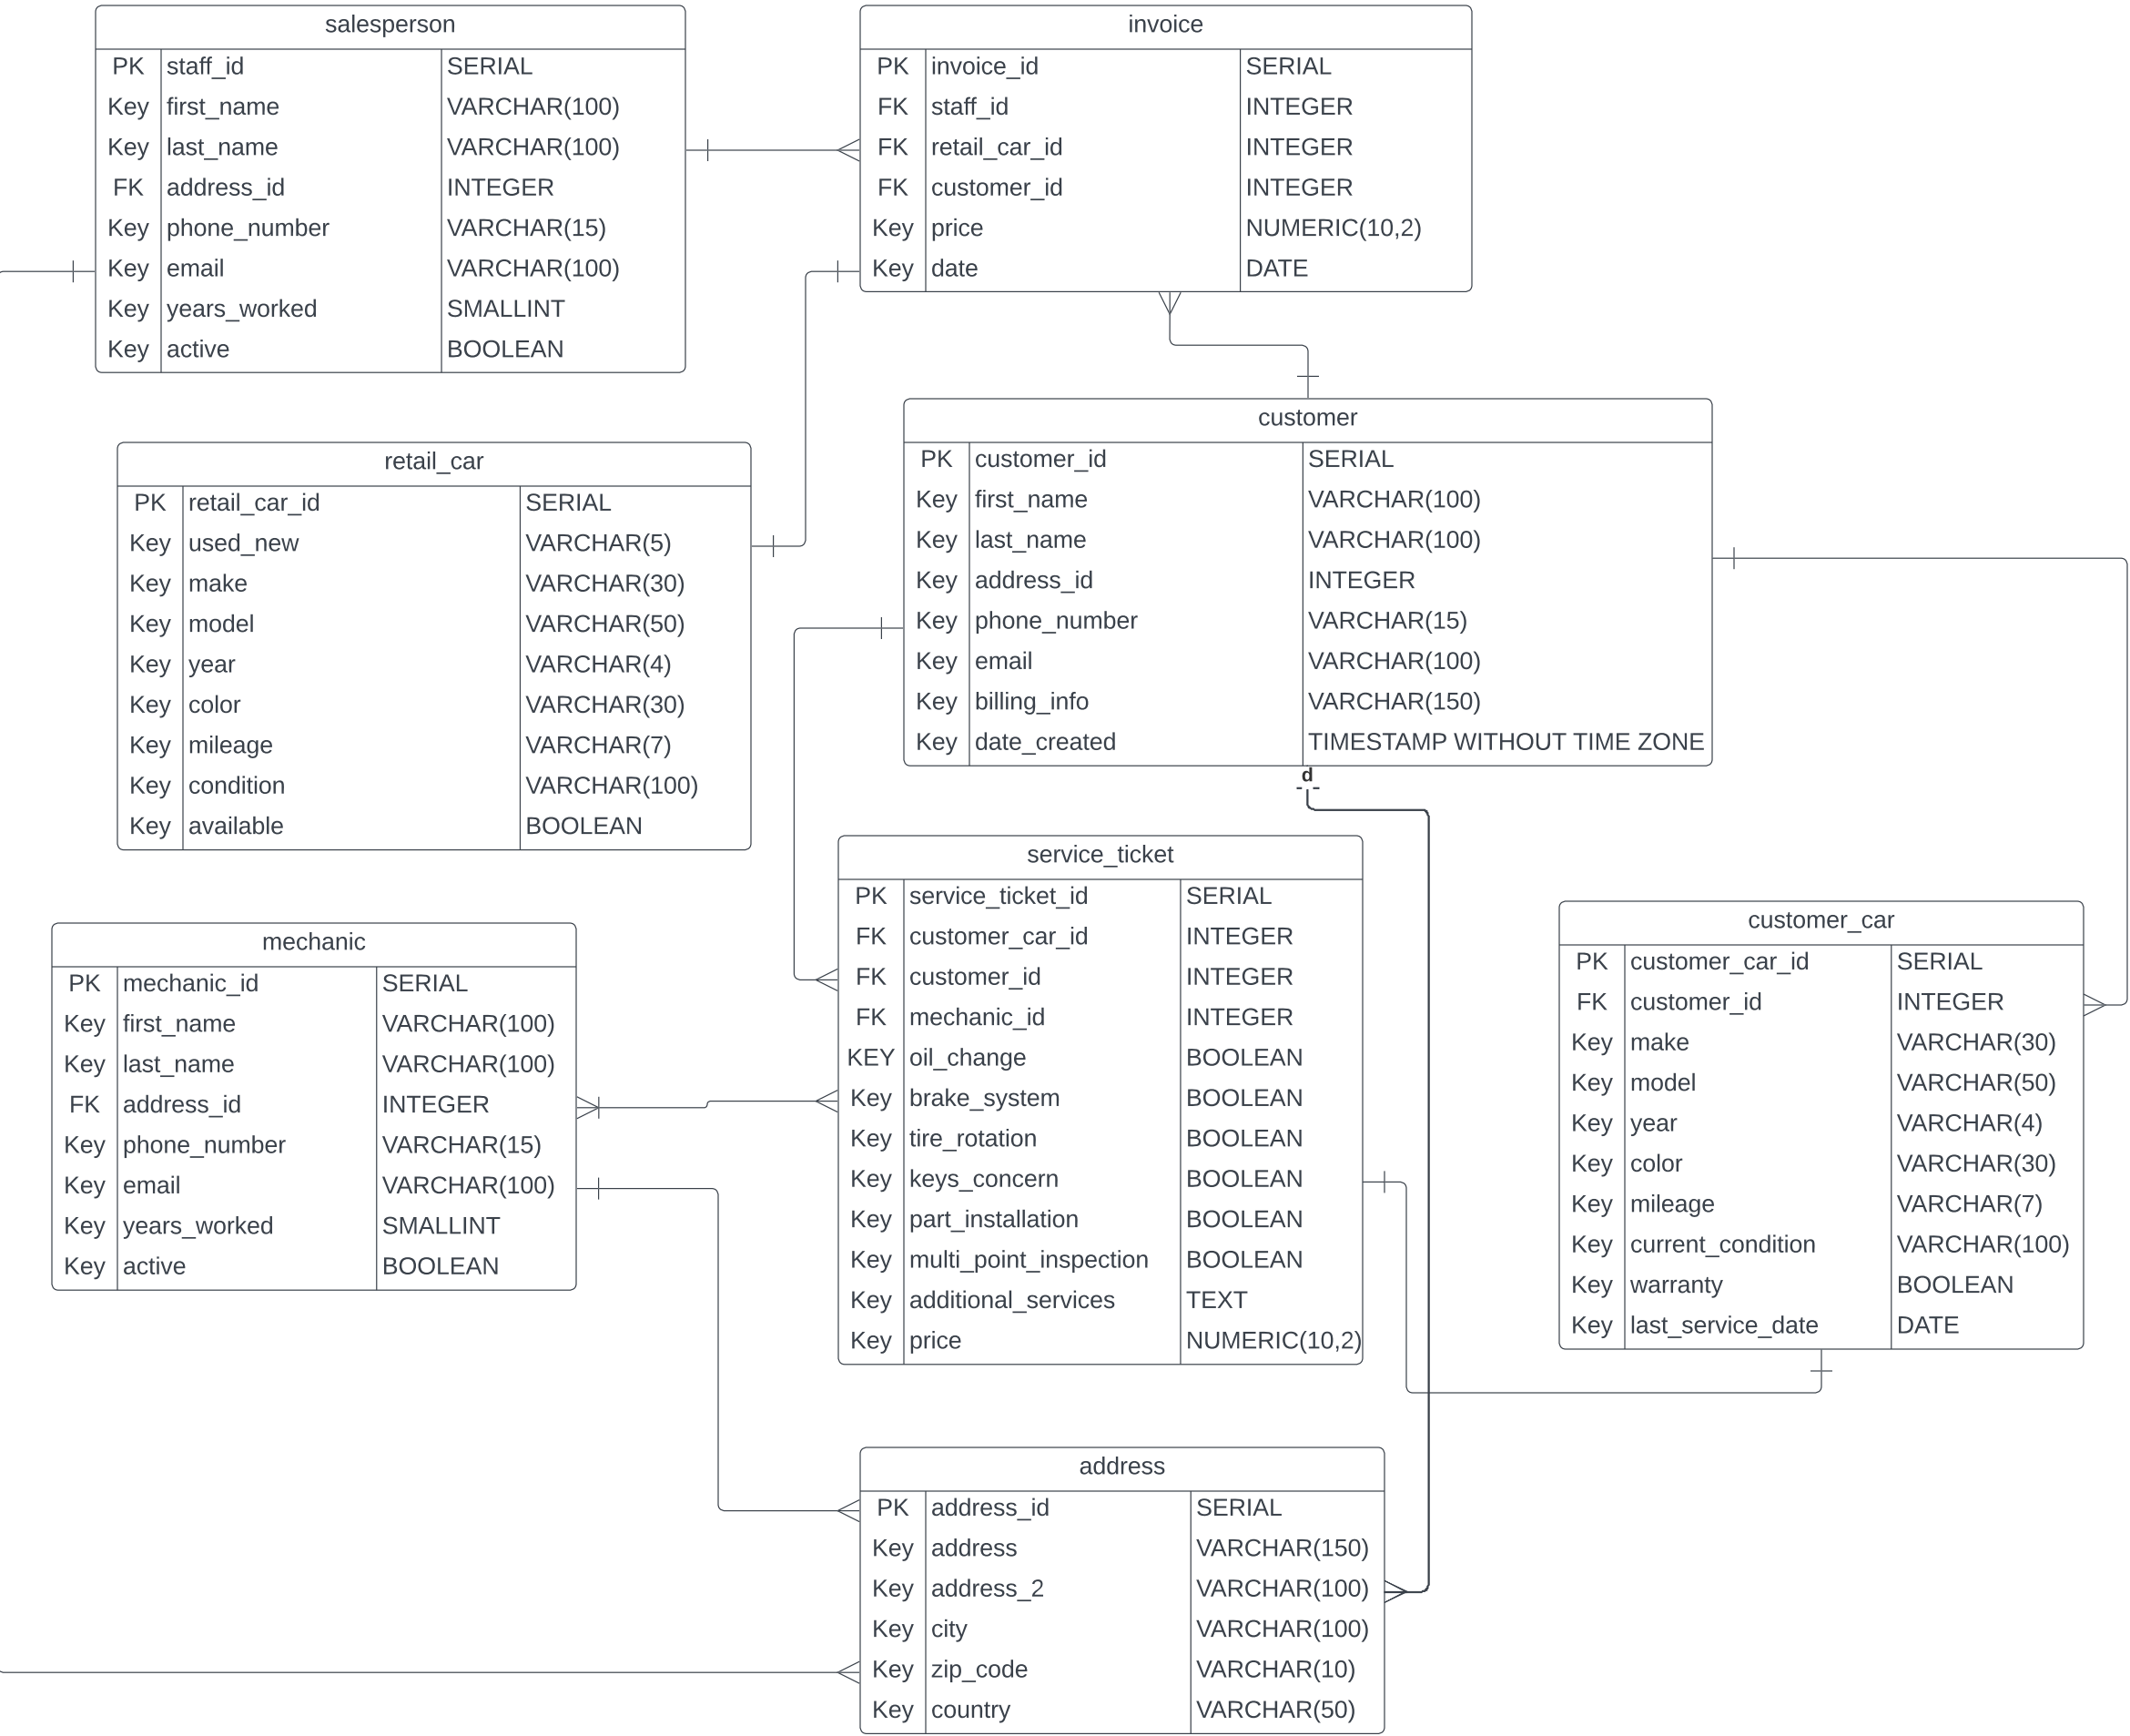 salesperson
PK staff_id SERIAL
Key first_name VARCHAR(100)
Key last_name VARCHAR(100)
FK address_id INTEGER
Key phone_number VARCHAR(15)
Key email VARCHAR(100)
Key years_worked SMALLINT
Key active BOOLEAN
invoice
PK invoice_id SERIAL
FK staff_id INTEGER
FK retail_car_id INTEGER
FK customer_id INTEGER
Key price NUMERIC(10,2)
Key date DATE
retail_car
PK retail_car_id SERIAL
Key used_new VARCHAR(5)
Key make VARCHAR(30)
Key model VARCHAR(50)
Key year VARCHAR(4)
Key color VARCHAR(30)
Key mileage VARCHAR(7)
Key condition VARCHAR(100)
Key available BOOLEAN
customer
PK customer_id SERIAL
Key first_name VARCHAR(100)
Key last_name VARCHAR(100)
Key address_id INTEGER
Key phone_number VARCHAR(15)
Key email VARCHAR(100)
Key billing_info VARCHAR(150)
Key date_created TIMESTAMP WITHOUT TIME ZONE
d
mechanic
PK mechanic_id SERIAL
Key first_name VARCHAR(100)
Key last_name VARCHAR(100)
FK address_id INTEGER
Key phone_number VARCHAR(15)
Key email VARCHAR(100)
Key years_worked SMALLINT
Key active BOOLEAN
service_ticket
PK service_ticket_id SERIAL
FK customer_car_id INTEGER
FK customer_id INTEGER
FK mechanic_id INTEGER
KEY oil_change BOOLEAN
Key brake_system BOOLEAN
Key tire_rotation BOOLEAN
Key keys_concern BOOLEAN
Key part_installation BOOLEAN
Key multi_point_inspection BOOLEAN
Key additional_services TEXT
Key price NUMERIC(10,2)
customer_car
PK customer_car_id SERIAL
FK customer_id INTEGER
Key make VARCHAR(30)
Key model VARCHAR(50)
Key year VARCHAR(4)
Key color VARCHAR(30)
Key mileage VARCHAR(7)
Key current_condition VARCHAR(100)
Key warranty BOOLEAN
Key last_service_date DATE
address
PK address_id SERIAL
Key address VARCHAR(150)
Key address_2 VARCHAR(100)
Key city VARCHAR(100)
Key zip_code VARCHAR(10)
Key country VARCHAR(50)